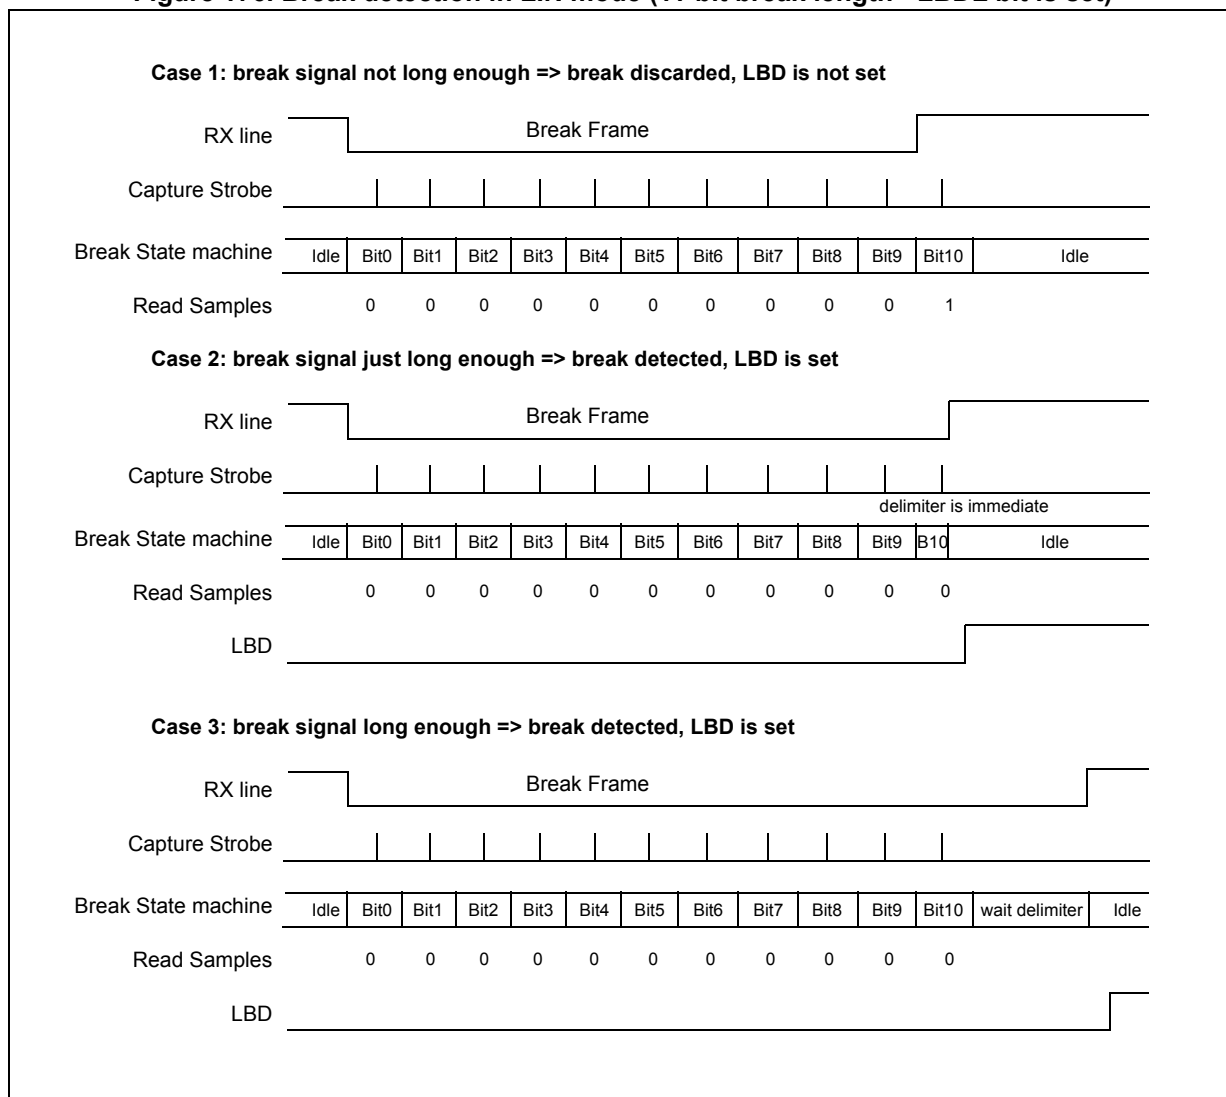 Case 1: break signal not long enough => break discarded, LBD is not set
RX line
Break Frame
Capture Strobe
Break State machine
Idle Bit0 Bit1 Bit2 Bit3 Bit4 Bit5 Bit6 Bit7 Bit8 Bit9 Bit10 Idle
Read Samples
0 0 0 0 0 0 0 0 0 0 1
Case 2: break signal just long enough => break detected, LBD is set
RX line
Break Frame
Capture Strobe
delimiter is immediate
Break State machine
Idle Bit0 Bit1 Bit2 Bit3 Bit4 Bit5 Bit6 Bit7 Bit8 Bit9 B10 Idle
Read Samples
0 0 0 0 0 0 0 0 0 0 0
LBD
Case 3: break signal long enough => break detected, LBD is set
RX line
Break Frame
Capture Strobe
Break State machine
Idle Bit0 Bit1 Bit2 Bit3 Bit4 Bit5 Bit6 Bit7 Bit8 Bit9 Bit10 wait delimiter Idle
Read Samples
0 0 0 0 0 0 0 0 0 0 0
LBD